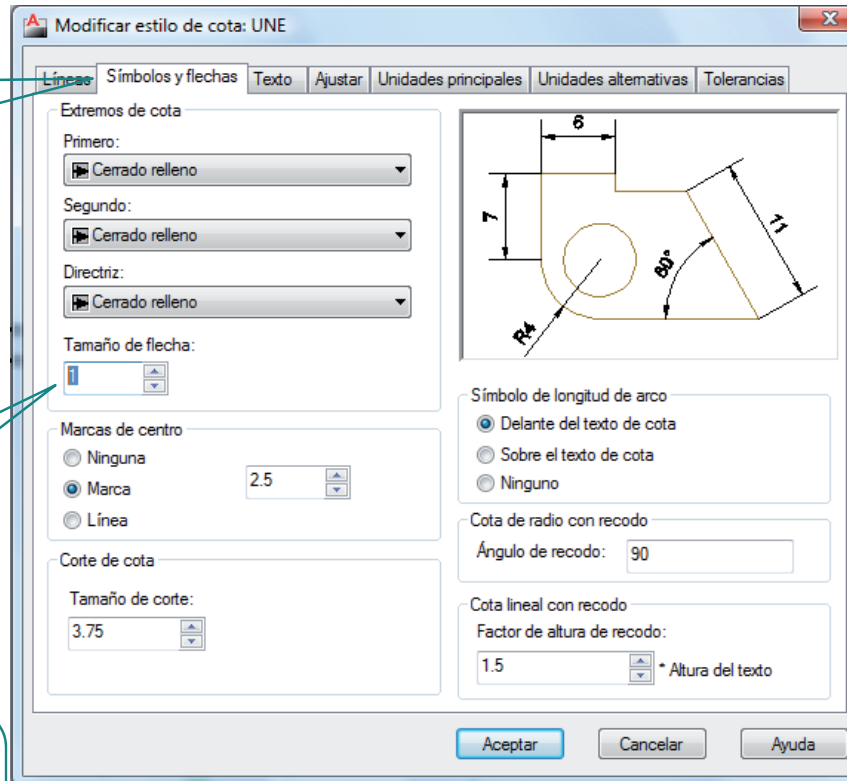 Modificar estilo de cota: UNE
Líneas Símbolos y flechas Texto Ajustar Unidades principales Unidades alternativas Tolerancias
Extremos de cota
Primero:
Cerrado relleno
Segundo:
Cerrado relleno
Directriz:
Cerrado relleno
Tamaño de flecha:
1
Marcas de centro
Ninguna
Marca
2.5
Línea
Corte de cota
Tamaño de corte:
3.75
6
7
11
60°
R4
Símbolo de longitud de arco
Delante del texto de cota
Sobre el texto de cota
Ninguno
Cota de radio con recodo
Ángulo de recodo: 90
Cota lineal con recodo
Factor de altura de recodo:
1.5 * Altura del texto
Aceptar Cancelar Ayuda